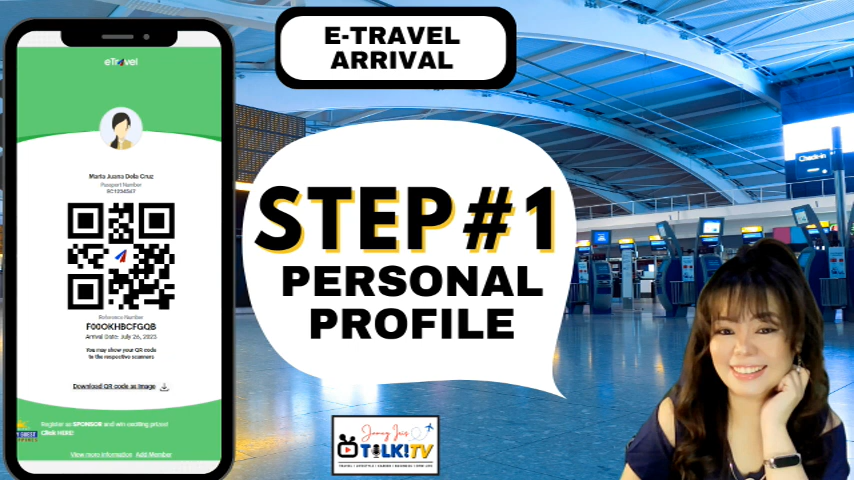 E-TRAVEL
ARRIVAL
eTravel
Maria Juana Dela Cruz
Passport Number
Reference Number
F00OKHBCFGQB
Arrival Date: July 26, 2023
You may show your QR code
to the respective scanners
Download QR code as Image
Register as SPONSOR and win exciting prizes!
Click HERE!
View more information Add Member
STEP #1
PERSONAL
PROFILE
TALK!TV
Check-in